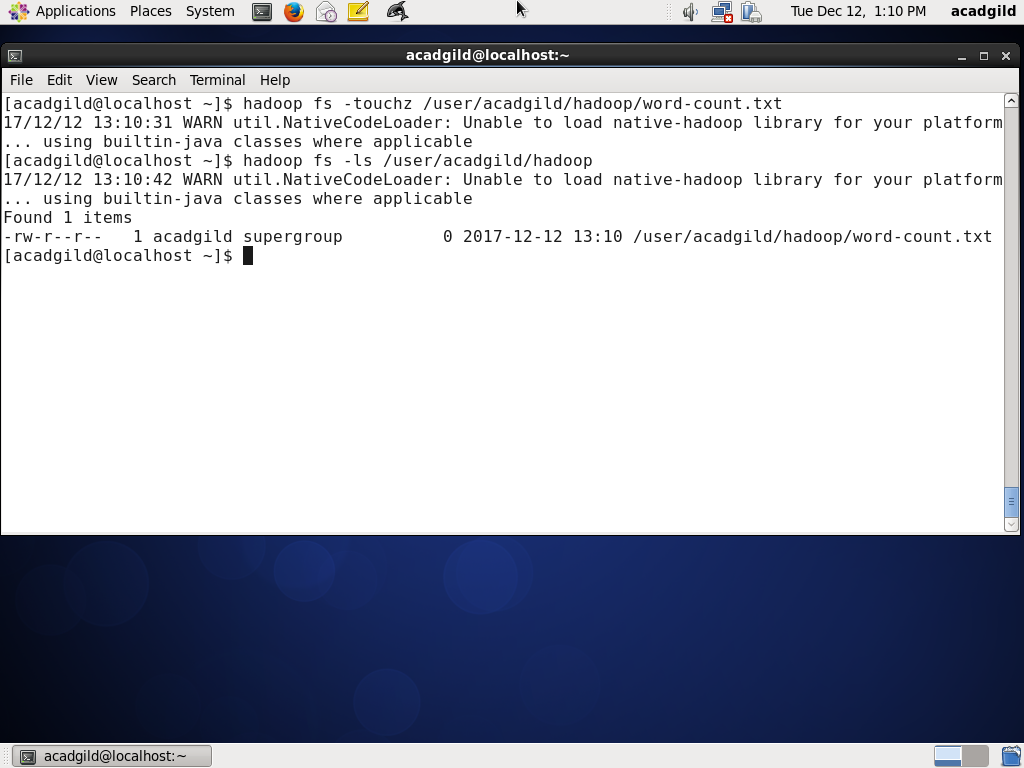 Applications Places System Tue Dec 12, 1:10 PM acadgild
acadgild@localhost:~
File Edit View Search Terminal Help
[acadgild@localhost ~]$ hadoop fs -touchz /user/acadgild/hadoop/word-count.txt
17/12/12 13:10:31 WARN util.NativeCodeLoader: Unable to load native-hadoop library for your platform
... using builtin-java classes where applicable
[acadgild@localhost ~]$ hadoop fs -ls /user/acadgild/hadoop
17/12/12 13:10:42 WARN util.NativeCodeLoader: Unable to load native-hadoop library for your platform
... using builtin-java classes where applicable
Found 1 items
-rw-r--r--   1 acadgild supergroup          0 2017-12-12 13:10 /user/acadgild/hadoop/word-count.txt
[acadgild@localhost ~]$
acadgild@localhost:~